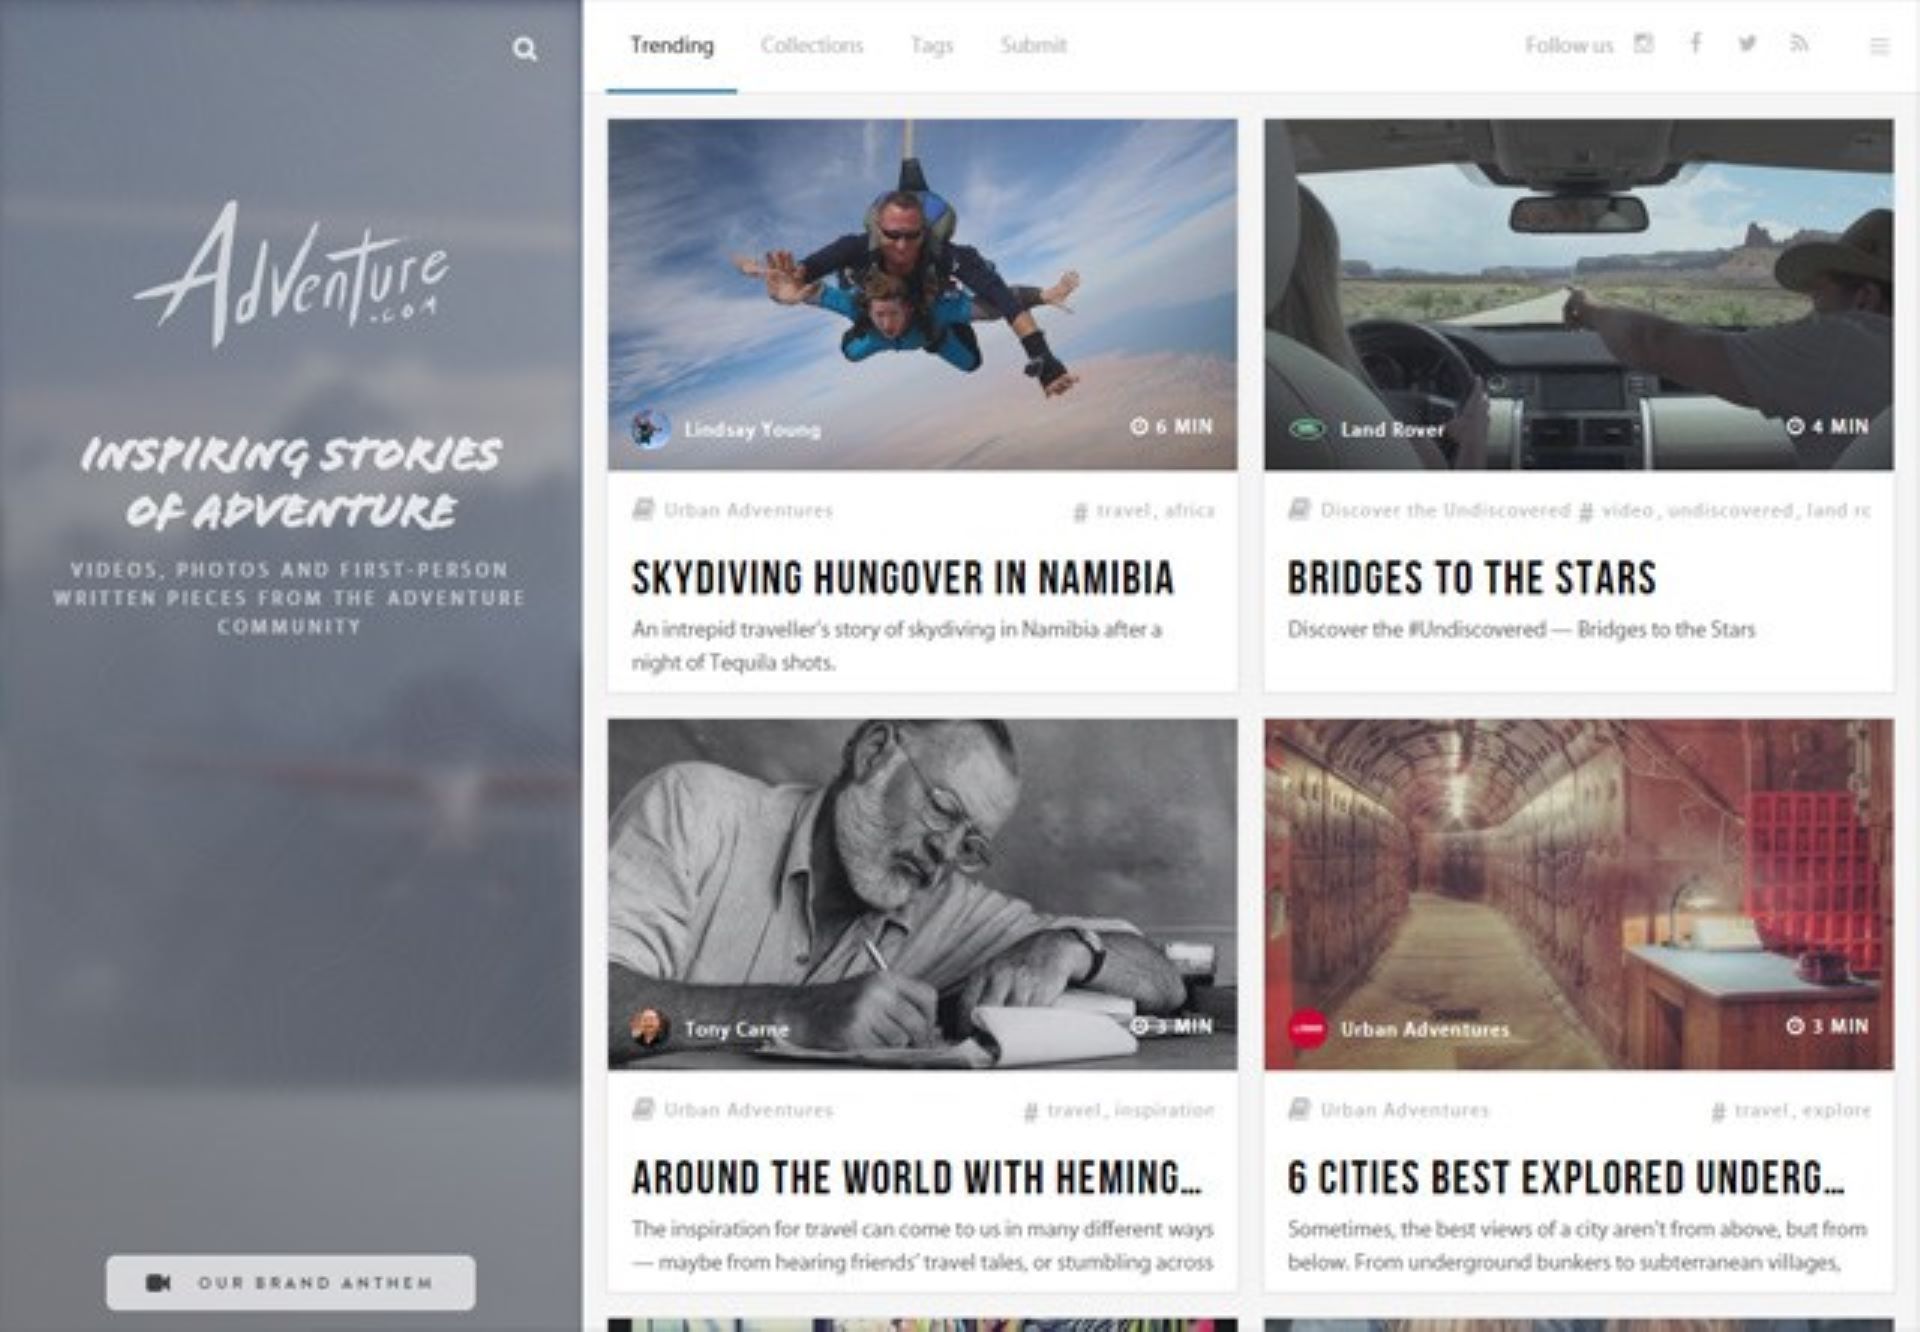 Trending
Collections
Tags
Submit
Follow us
Adventure
.com
INSPIRING STORIES
OF ADVENTURE
VIDEOS, PHOTOS AND FIRST-PERSON
WRITTEN PIECES FROM THE ADVENTURE
COMMUNITY
OUR BRAND ANTHEM
Lindsay Young
6 MIN
Urban Adventures
# travel, africa
SKYDIVING HUNGOVER IN NAMIBIA
An intrepid traveller's story of skydiving in Namibia after a
night of Tequila shots.
Land Rover
4 MIN
Discover the Undiscovered
# video, undiscovered, land
BRIDGES TO THE STARS
Discover the #Undiscovered — Bridges to the Stars
Tony Carne
3 MIN
Urban Adventures
# travel, inspiration
AROUND THE WORLD WITH HEMING...
The inspiration for travel can come to us in many different ways
— maybe from hearing friends' travel tales, or stumbling across
Urban Adventures
3 MIN
Urban Adventures
# travel, explore
6 CITIES BEST EXPLORED UNDERG...
Sometimes, the best views of a city aren't from above, but from
below. From underground bunkers to subterranean villages,